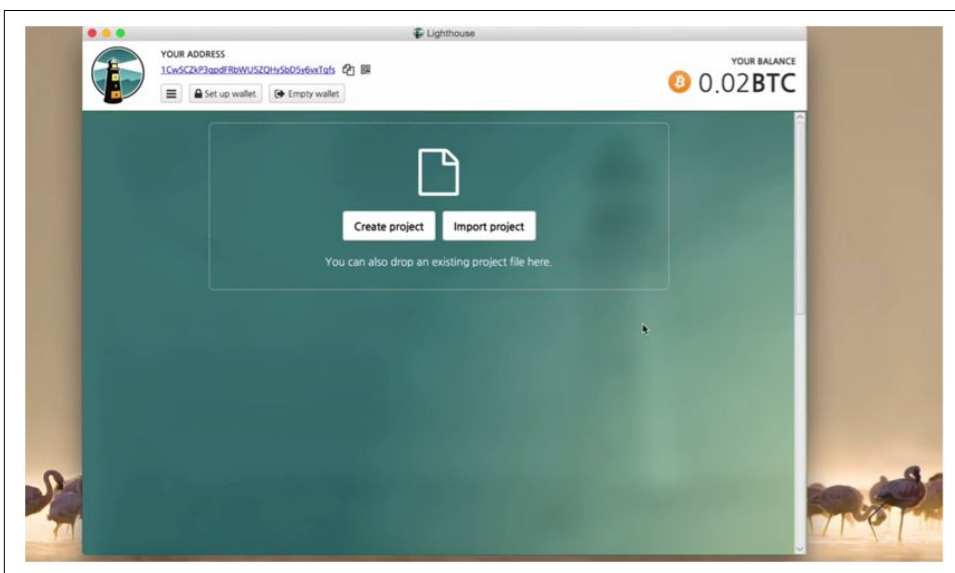 Lighthouse
YOUR ADDRESS
Set up wallet
Empty wallet
YOUR BALANCE
0.02BTC
Create project
Import project
You can also drop an existing project file here.